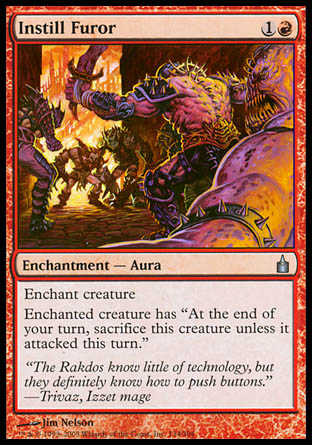 Instill Furor 1
Enchantment — Aura
Enchant creature
Enchanted creature has “At the end of
your turn, sacrifice this creature unless it
attacked this turn.”
“The Rakdos know little of technology, but
they definitely know how to push buttons.”
—Trivaz, Izzet mage
Jim Nelson